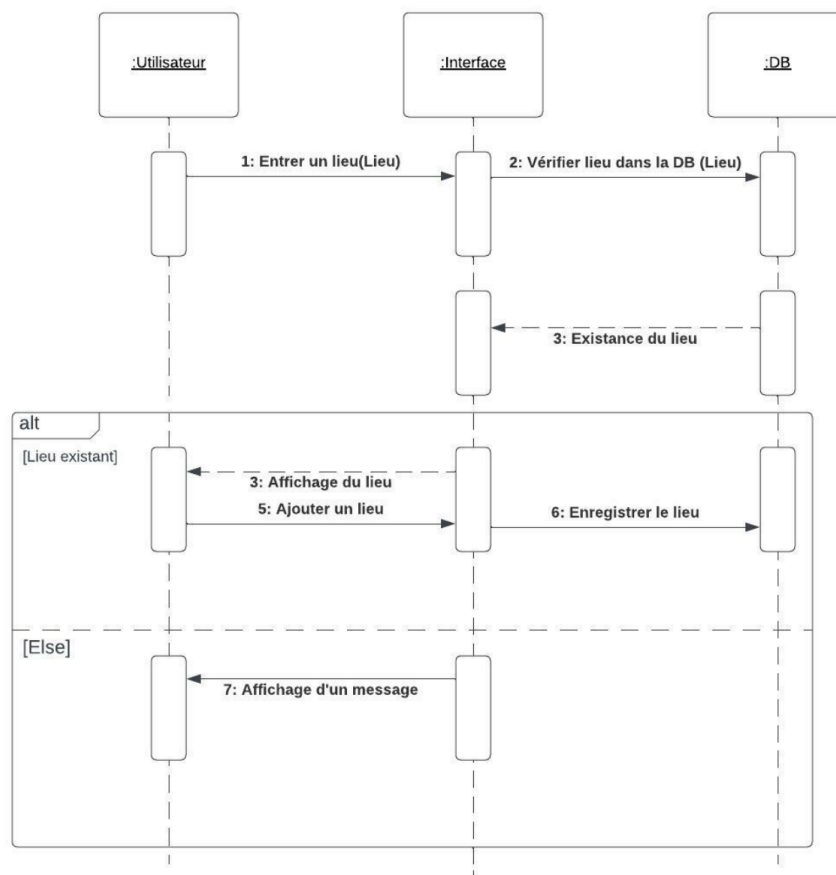 :Utilisateur
:Interface
:DB
1: Entrer un lieu(Lieu)
2: Vérifier lieu dans la DB (Lieu)
3: Existance du lieu
alt
[Lieu existant]
3: Affichage du lieu
5: Ajouter un lieu
6: Enregistrer le lieu
[Else]
7: Affichage d'un message